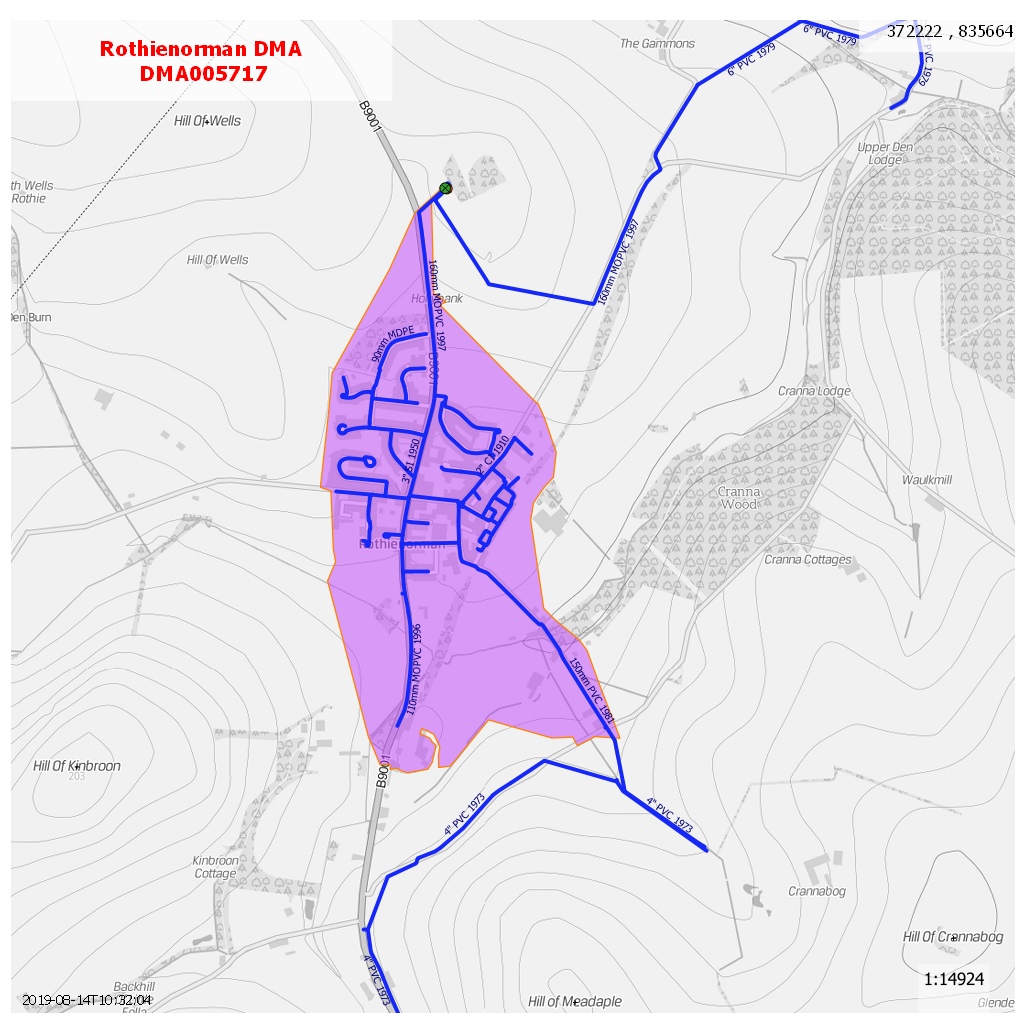 Rothienorman DMA
DMA005717
372222 , 835664
The Gammons
6" PVC 1979
6" PVC 1979
PVC 1979
B9001
Hill Of Wells
Upper Den
Lodge
th Wells
Rothie
160mm MOPVC 1997
160mm MOPVC 1997
Hill Of Wells
Den Burn
90mm MDPE
Cranna Lodge
3" SI 1950
2" CI 1910
Waulkmill
Cranna
Wood
Rothienorman
Cranna Cottages
110mm MOPVC 1996
150mm PVC 1981
Hill Of Kinbroon
203
B9001
4" PVC 1973
4" PVC 1973
Kinbroon
Cottage
Crannabog
Hill Of Crannabog
4" PVC 1973
1:14924
Backhill
Folla
2019-08-14T10:32:04
Hill of Meadaple
Glende